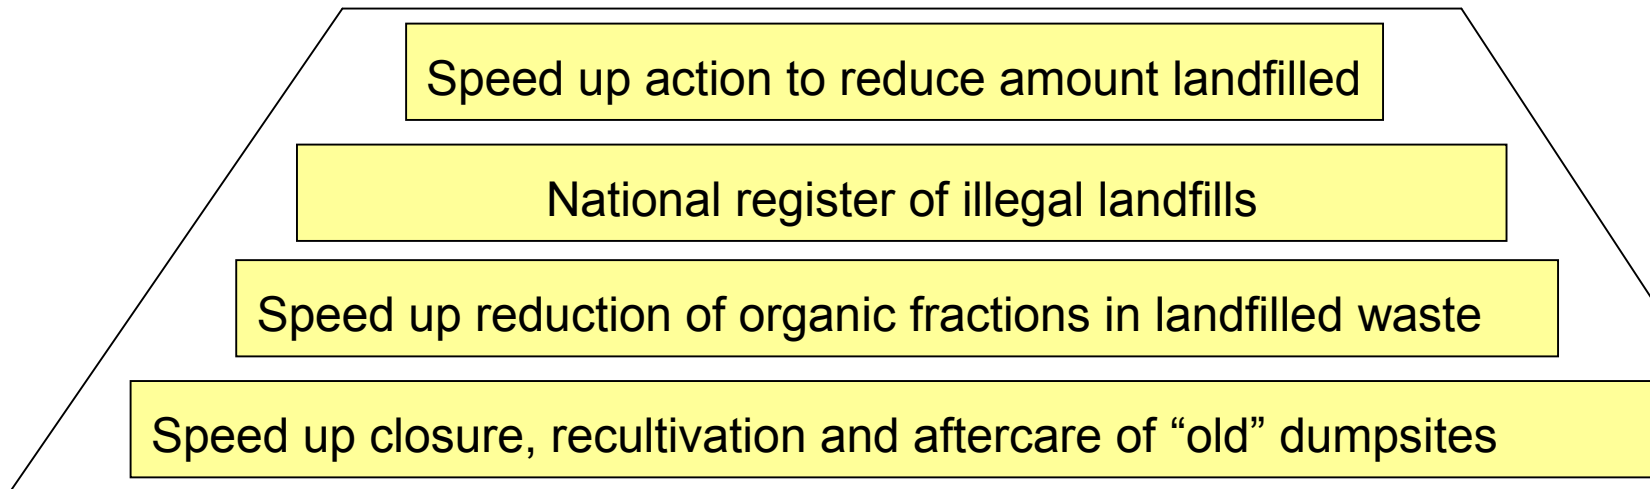 Speed up action to reduce amount landfilled
National register of illegal landfills
Speed up reduction of organic fractions in landfilled waste
Speed up closure, recultivation and aftercare of “old” dumpsites